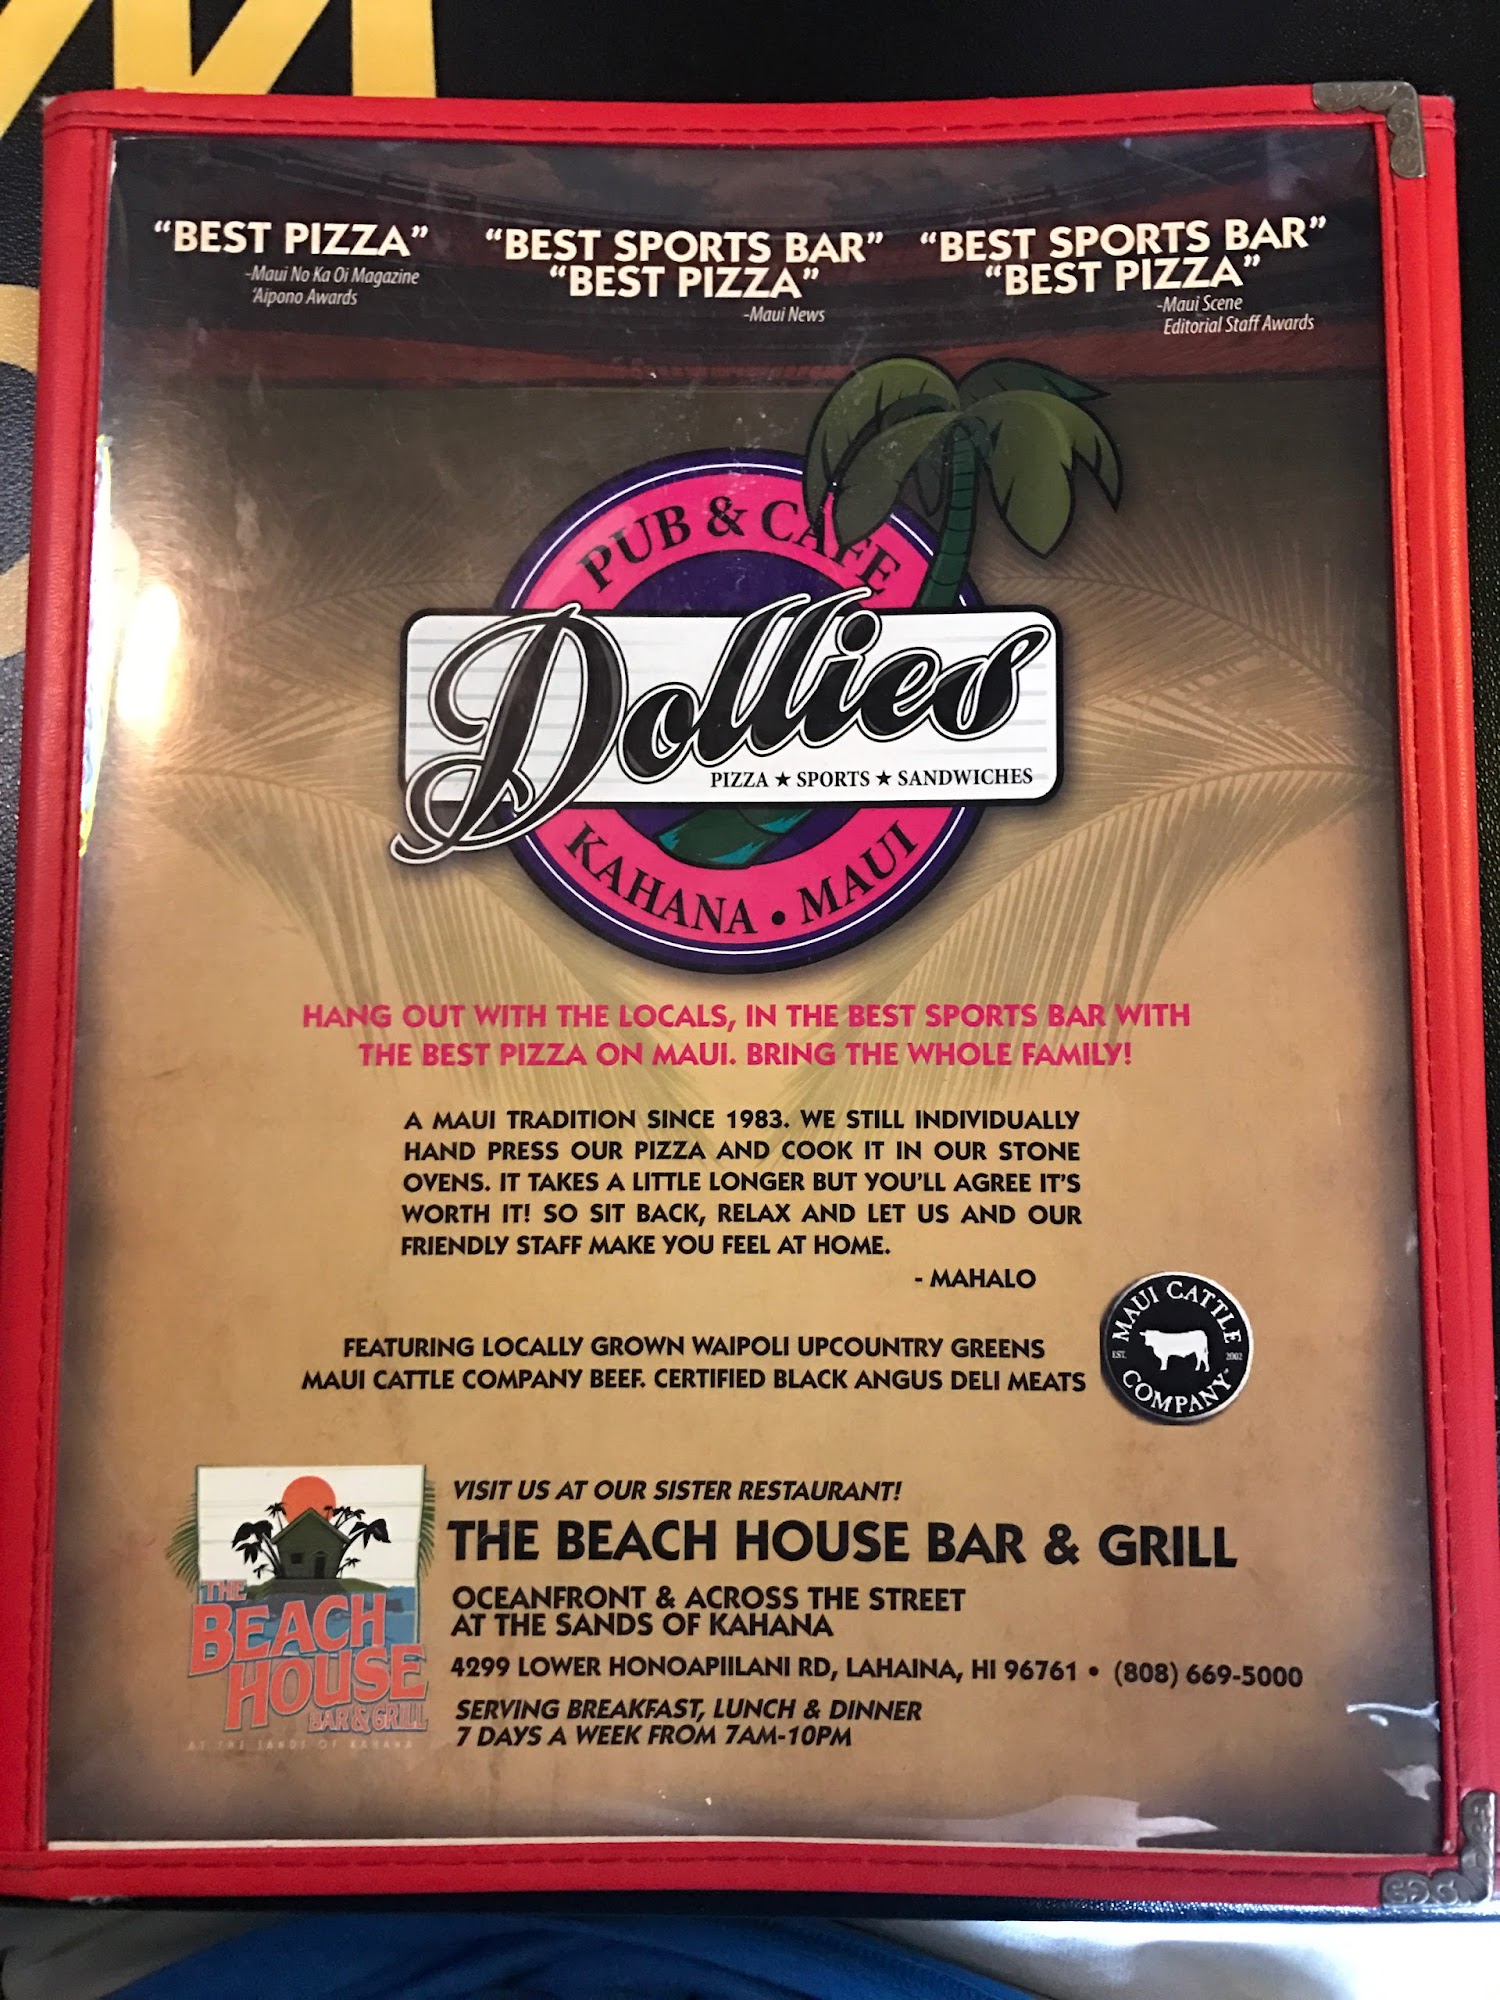 “BEST PIZZA”
-Maui No Ka Oi Magazine
‘Aipono Awards
“BEST SPORTS BAR”
“BEST PIZZA”
-Maui News
“BEST SPORTS BAR”
“BEST PIZZA”
-Maui Scene
Editorial Staff Awards
PUB & CAFE
Dollies
PIZZA ★ SPORTS ★ SANDWICHES
KAHANA • MAUI
HANG OUT WITH THE LOCALS, IN THE BEST SPORTS BAR WITH
THE BEST PIZZA ON MAUI. BRING THE WHOLE FAMILY!
A MAUI TRADITION SINCE 1983. WE STILL INDIVIDUALLY
HAND PRESS OUR PIZZA AND COOK IT IN OUR STONE
OVENS. IT TAKES A LITTLE LONGER BUT YOU'LL AGREE IT'S
WORTH IT! SO SIT BACK, RELAX AND LET US AND OUR
FRIENDLY STAFF MAKE YOU FEEL AT HOME.
- MAHALO
FEATURING LOCALLY GROWN WAIPOLI UPCOUNTRY GREENS
MAUI CATTLE COMPANY BEEF. CERTIFIED BLACK ANGUS DELI MEATS
MAUI CATTLE
EST. 2002
COMPANY
VISIT US AT OUR SISTER RESTAURANT!
THE BEACH HOUSE BAR & GRILL
OCEANFRONT & ACROSS THE STREET
AT THE SANDS OF KAHANA
4299 LOWER HONOAPIILANI RD, LAHAINA, HI 96761 • (808) 669-5000
SERVING BREAKFAST, LUNCH & DINNER
7 DAYS A WEEK FROM 7AM-10PM
THE
BEACH
HOUSE
BAR & GRILL
AT THE SANDS OF KAHANA